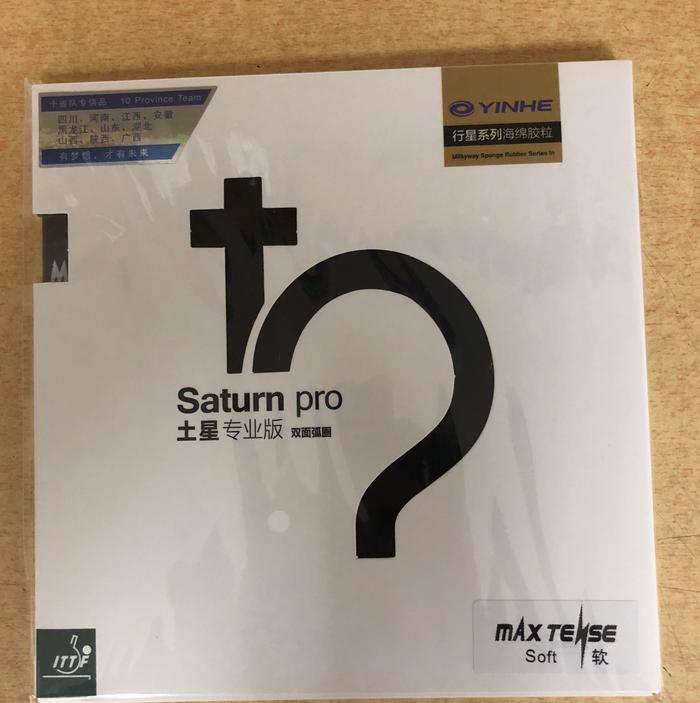 十省队专供品 10 Province Team
四川、河南、江西、安徽
黑龙江、山东、湖北
山西、陕西、广西
有梦想，才有未来
YINHE
行星系列海绵胶粒
Milkyway Sponge Rubber Series In
M
Saturn pro
土星 专业版 双面弧圈
ITTF
MAX TENSE
Soft 软